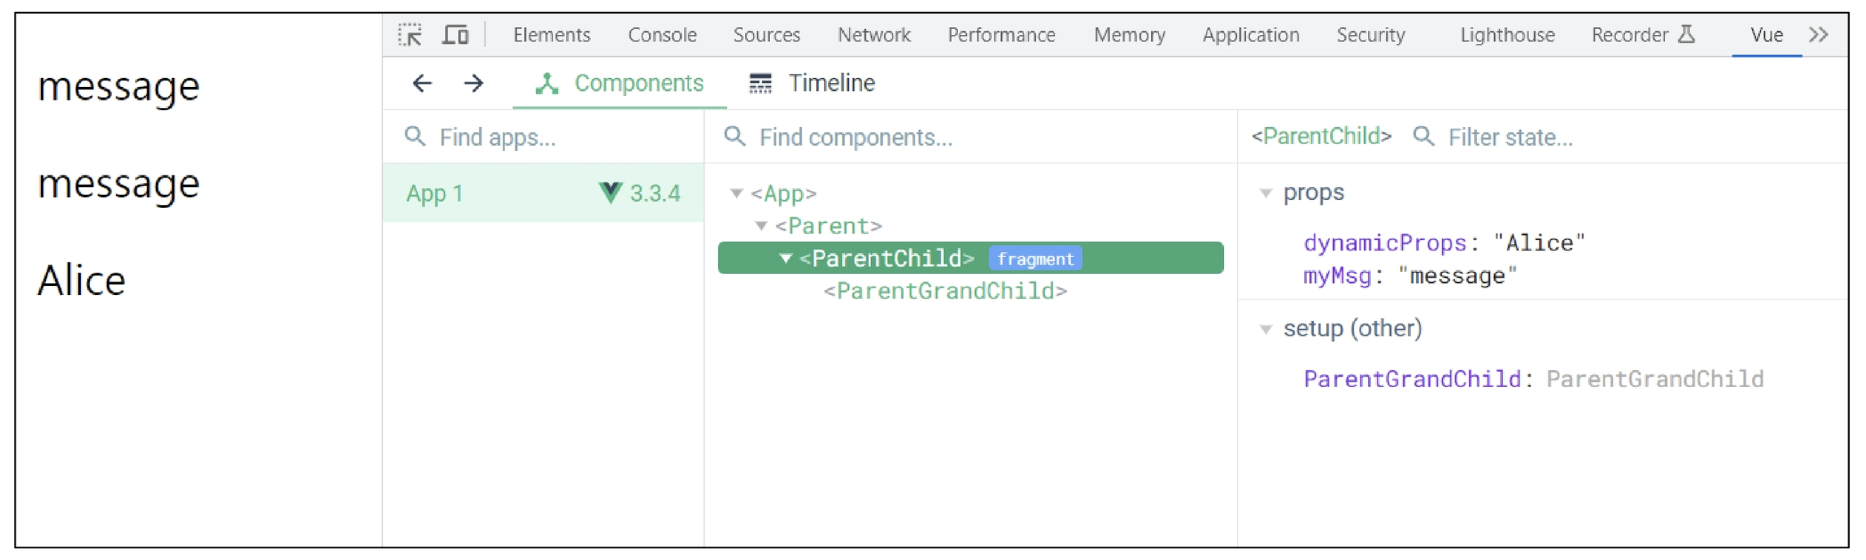 message
message
Alice
Elements Console Sources Network Performance Memory Application Security Lighthouse Recorder Vue
Components Timeline
Find apps...
App 1 3.3.4
Find components...
<App>
<Parent>
<ParentChild> fragment
<ParentGrandChild>
<ParentChild> Filter state...
props
dynamicProps: "Alice"
myMsg: "message"
setup (other)
ParentGrandChild: ParentGrandChild